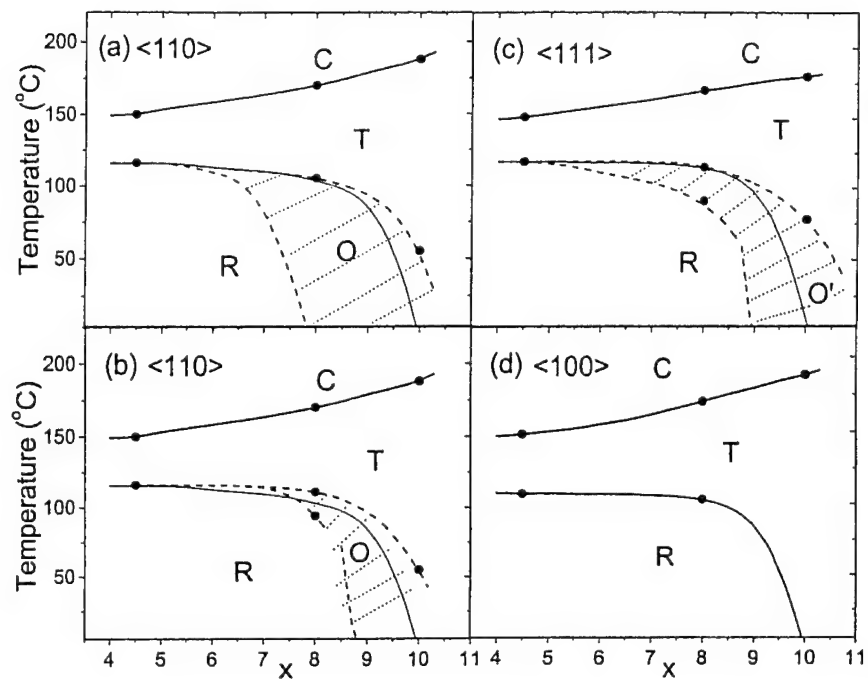 200
150
100
50
Temperature (°C)
(a) <110>
C
T
O
R
(c) <111>
C
T
R
O'
200
150
100
50
Temperature (°C)
(b) <110>
C
T
R
O
4 5 6 7 8 9 10 11
x
(d) <100>
C
T
R
4 5 6 7 8 9 10 11
x